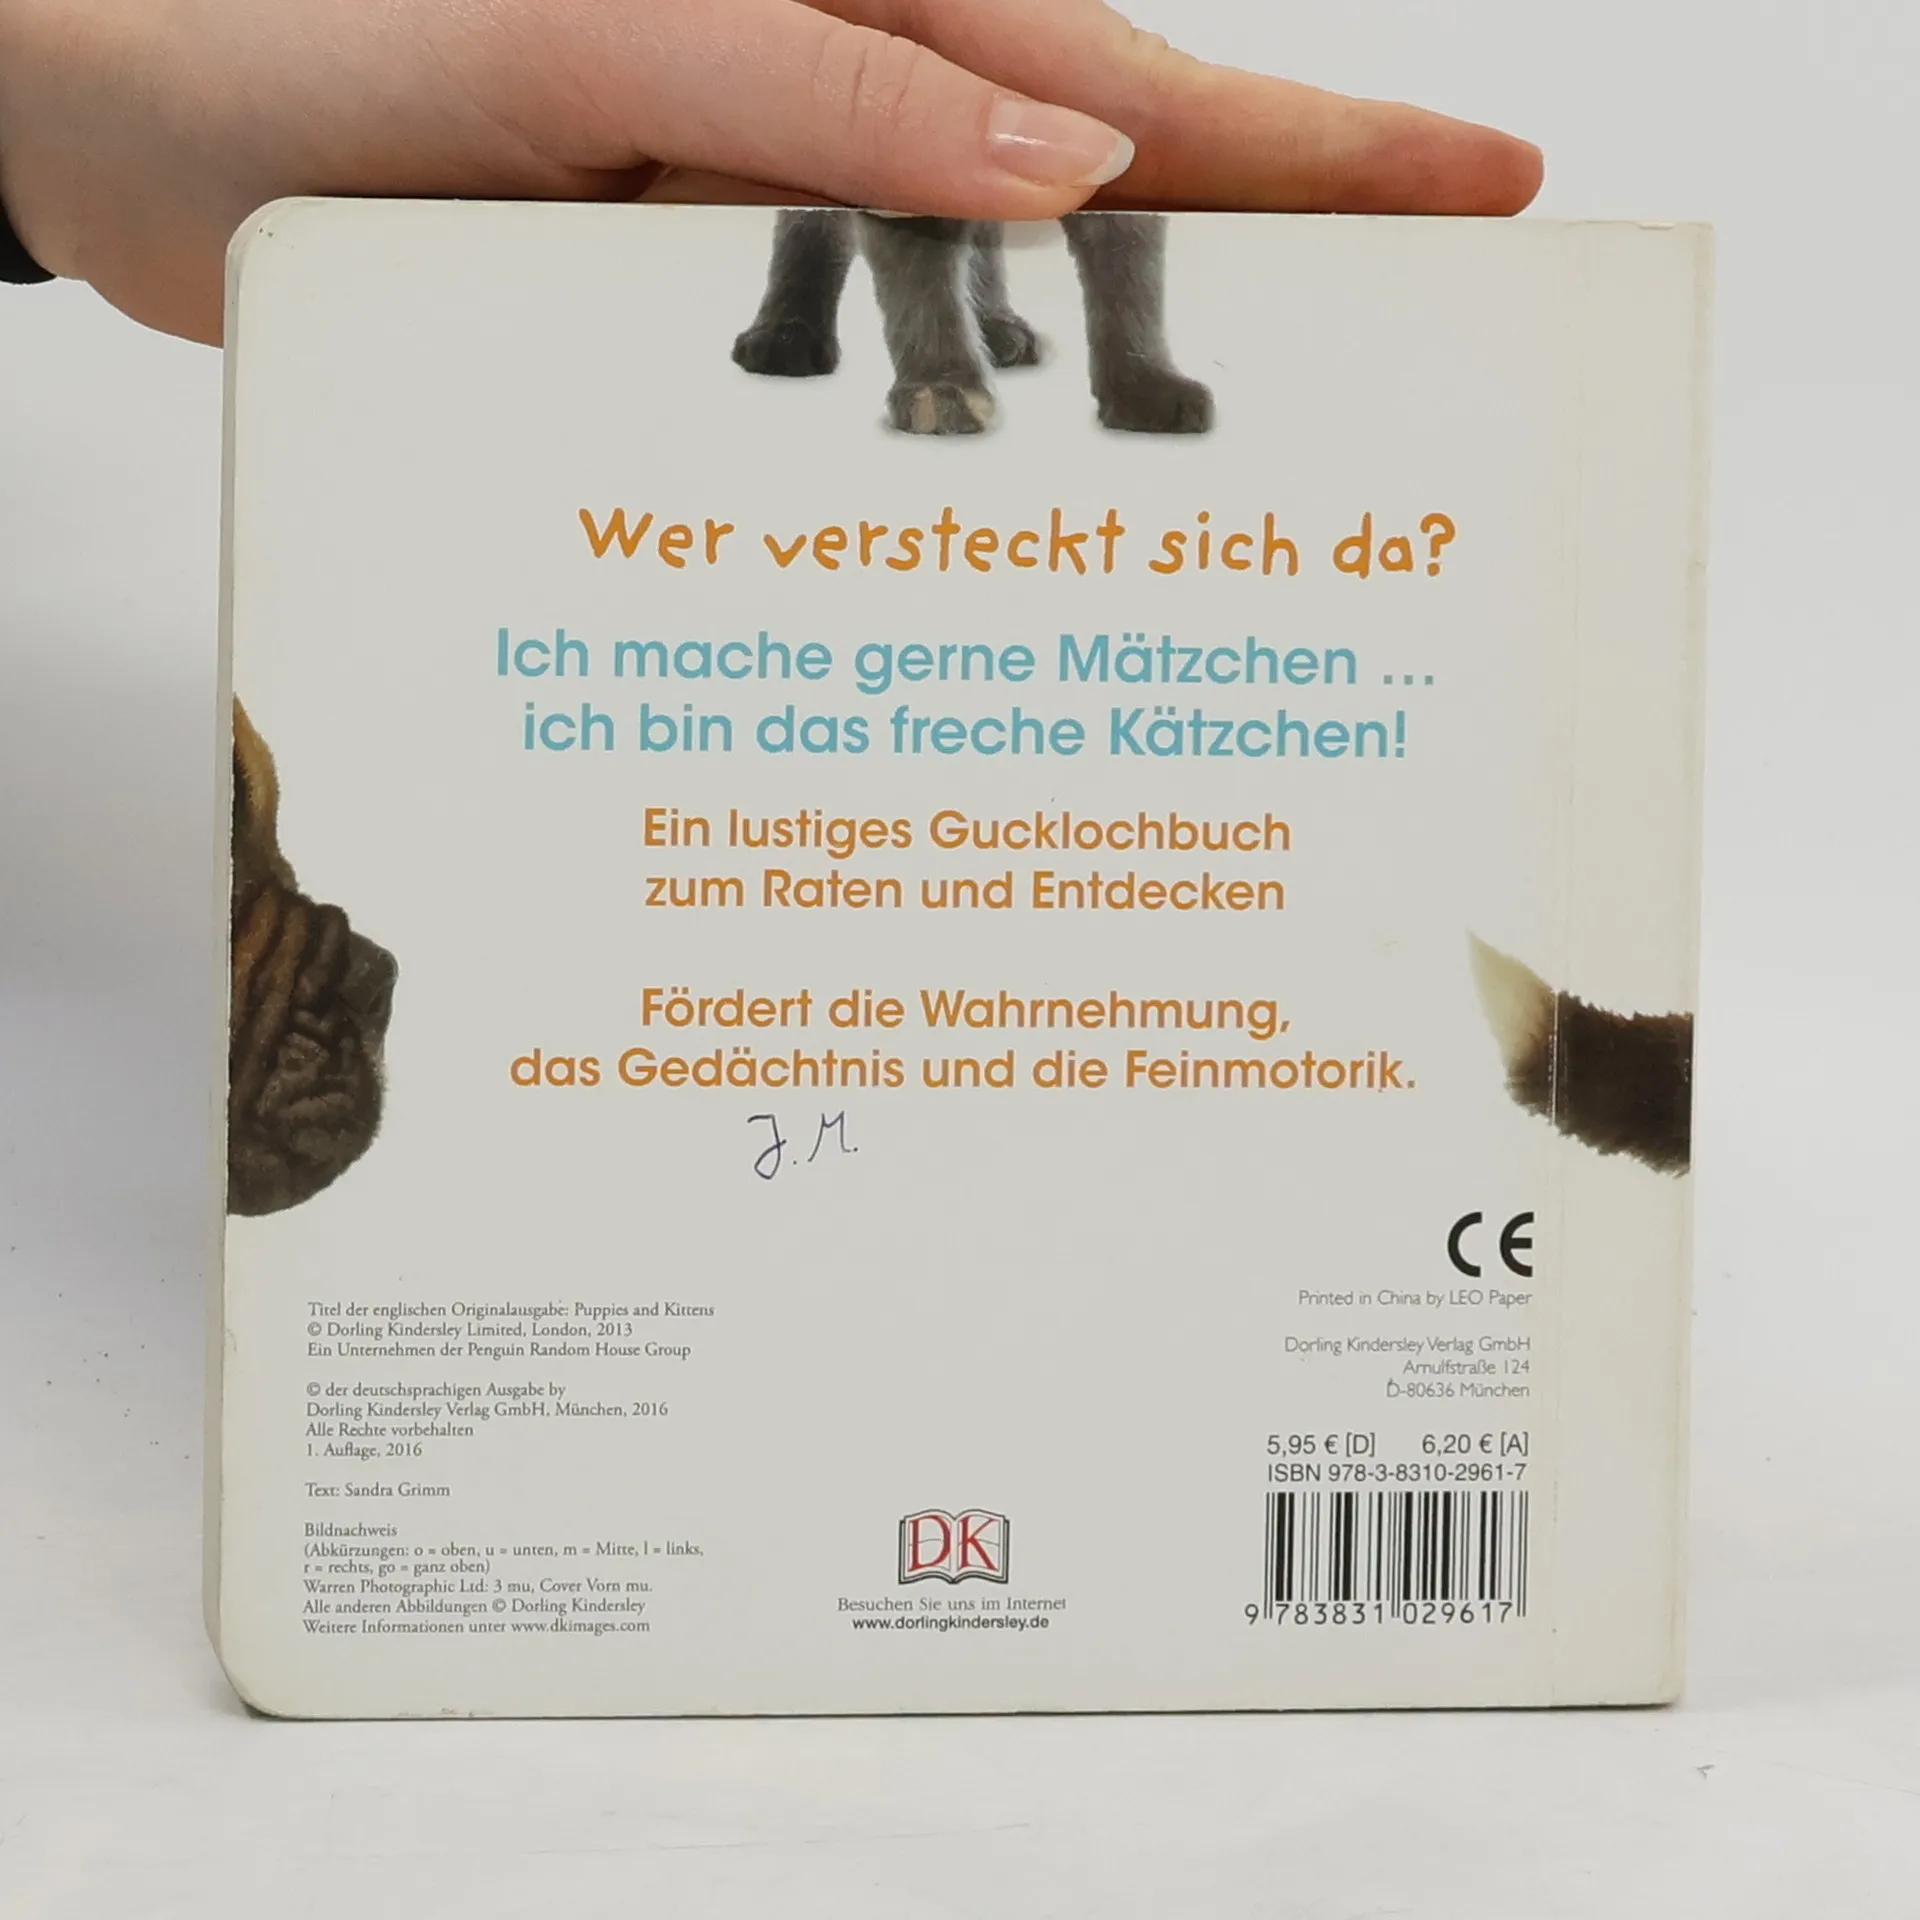 Wer versteckt sich da?
Ich mache gerne Mätzchen ...
ich bin das freche Kätzchen!
Ein lustiges Gucklochbuch
zum Raten und Entdecken
Fördert die Wahrnehmung,
das Gedächtnis und die Feinmotorik.
J. M.
CE
Printed in China by LEO Paper
Dorling Kindersley Verlag GmbH
Arnulfstraße 124
D-80636 München
Titel der englischen Originalausgabe: Puppies and Kittens
© Dorling Kindersley Limited, London, 2013
Ein Unternehmen der Penguin Random House Group
© der deutschsprachigen Ausgabe by
Dorling Kindersley Verlag GmbH, München, 2016
Alle Rechte vorbehalten
1. Auflage, 2016
Text: Sandra Grimm
Bildnachweis
(Abkürzungen: o = oben, u = unten, m = Mitte, l = links,
r = rechts, go = ganz oben)
Warren Photographic Ltd: 3 mu, Cover Vorn mu.
Alle anderen Abbildungen © Dorling Kindersley
Weitere Informationen unter www.dkimages.com
DK
Besuchen Sie uns im Internet
www.dorlingkindersley.de
5,95 € [D] 6,20 € [A]
ISBN 978-3-8310-2961-7
9 783831 029617